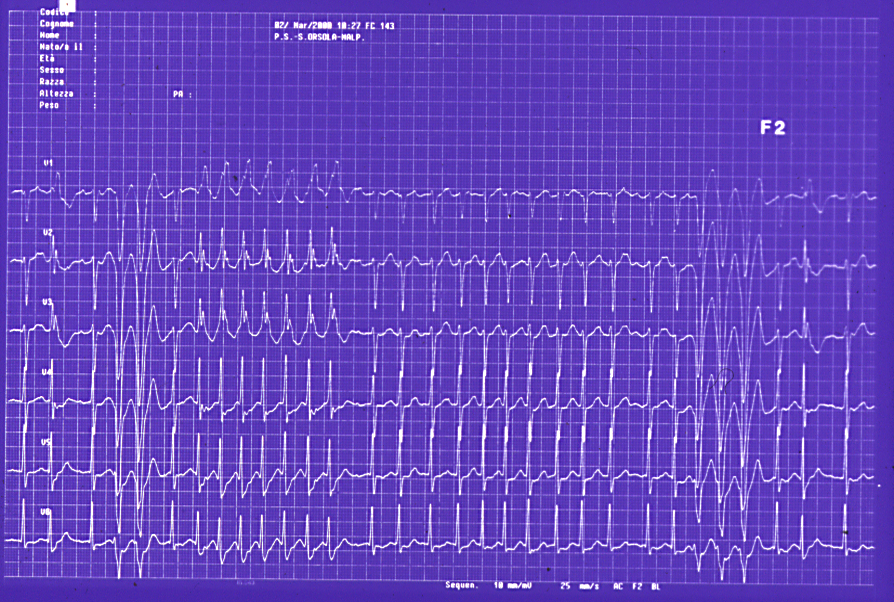 Codice :
Cognome :
Nome :
Nato/a il :
Età :
Sesso :
Razza :
Altezza :
Peso :
PA :
02/ Mar/2000 10:27 FC 143
P.S.-S.ORSOLA-MALP.
F2
V1
V2
V3
V4
V5
V6
Sequen. 10 mm/mV 25 mm/s AC F2 BL